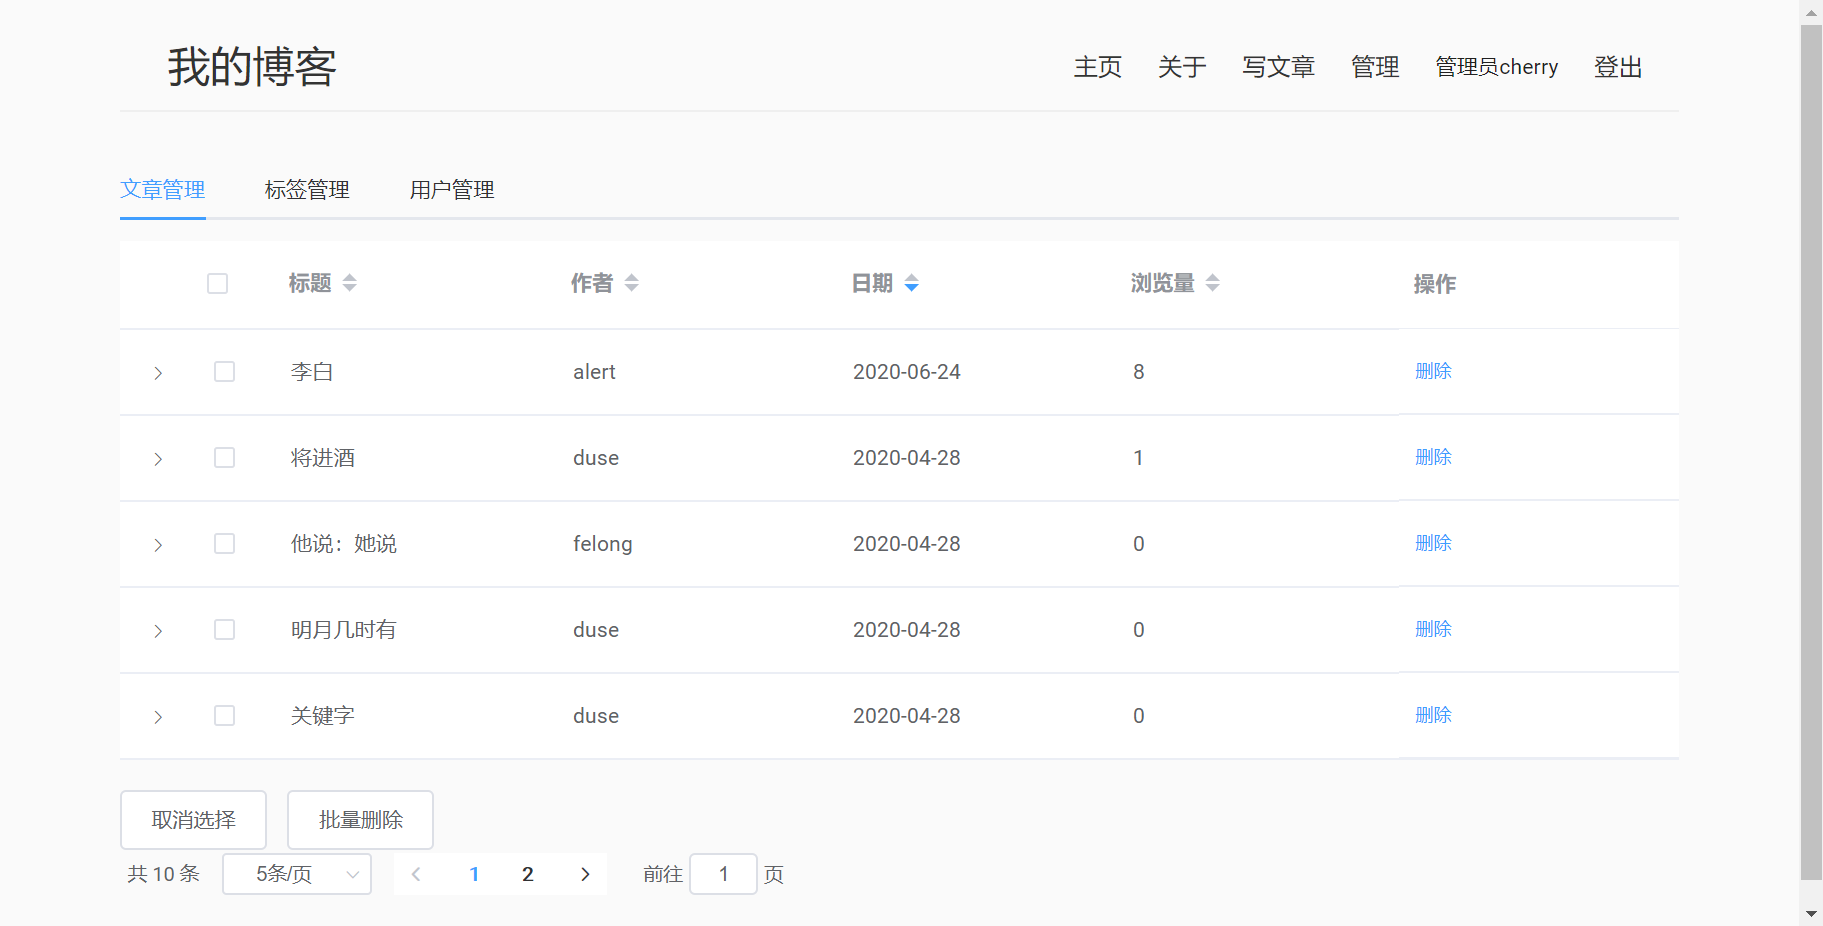 我的博客 主页 关于 写文章 管理 管理员cherry 登出
文章管理 标签管理 用户管理
标题 作者 日期 浏览量 操作
李白 alert 2020-06-24 8 删除
将进酒 duse 2020-04-28 1 删除
他说：她说 felong 2020-04-28 0 删除
明月几时有 duse 2020-04-28 0 删除
关键字 duse 2020-04-28 0 删除
取消选择 批量删除
共 10 条 5条/页 1 2 前往 1 页